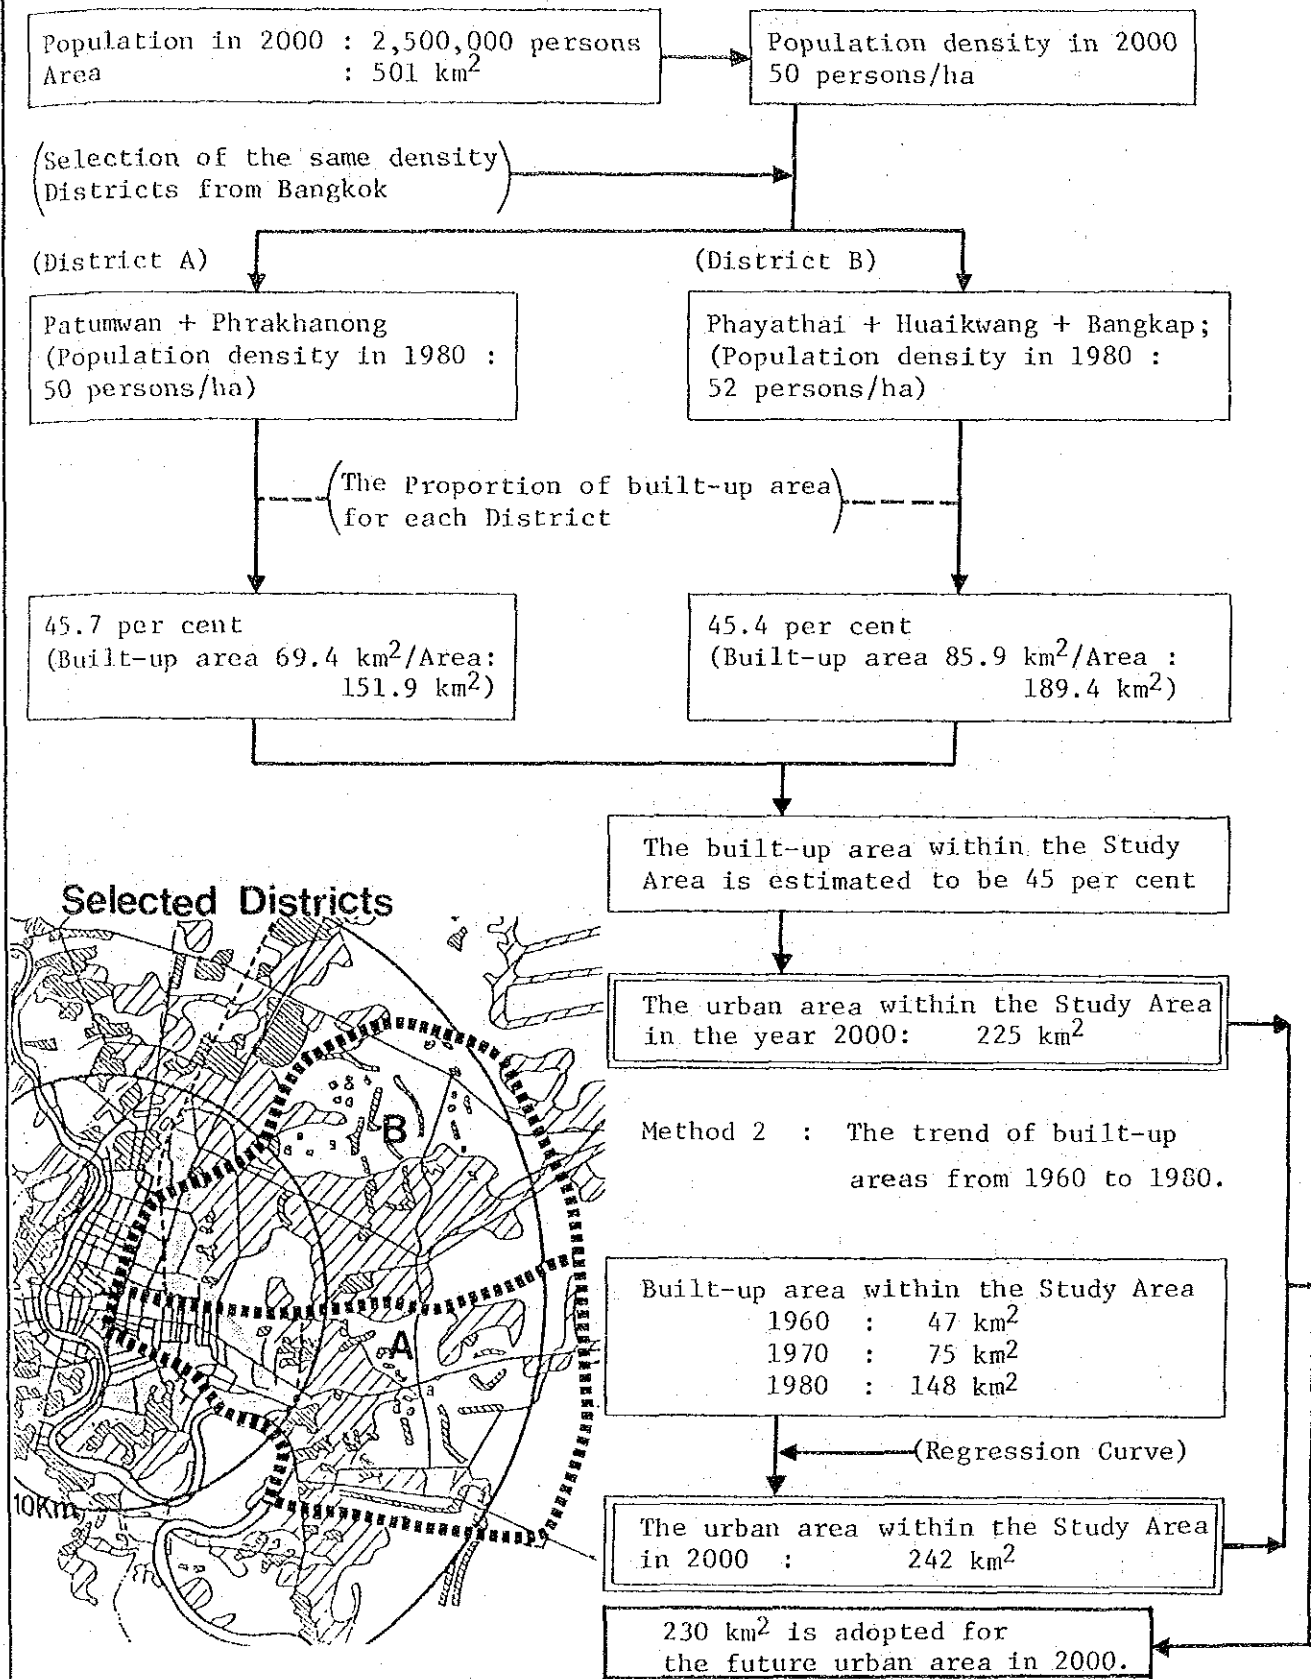 Population in 2000 : 2,500,000 persons
Area : 501 km²
Population density in 2000
50 persons/ha
(Selection of the same density
Districts from Bangkok)
(District A)
(District B)
Patumwan + Phrakhanong
(Population density in 1980 :
50 persons/ha)
Phayathai + Huaikwang + Bangkap;
(Population density in 1980 :
52 persons/ha)
(The Proportion of built-up area
for each District)
45.7 per cent
(Built-up area 69.4 km²/Area:
151.9 km²)
45.4 per cent
(Built-up area 85.9 km²/Area :
189.4 km²)
The built-up area within the Study
Area is estimated to be 45 per cent
Selected Districts
B
A
a
10Km
The urban area within the Study Area
in the year 2000: 225 km²
Method 2 : The trend of built-up
areas from 1960 to 1980.
Built-up area within the Study Area
1960 : 47 km²
1970 : 75 km²
1980 : 148 km²
(Regression Curve)
The urban area within the Study Area
in 2000 : 242 km²
230 km² is adopted for
the future urban area in 2000.